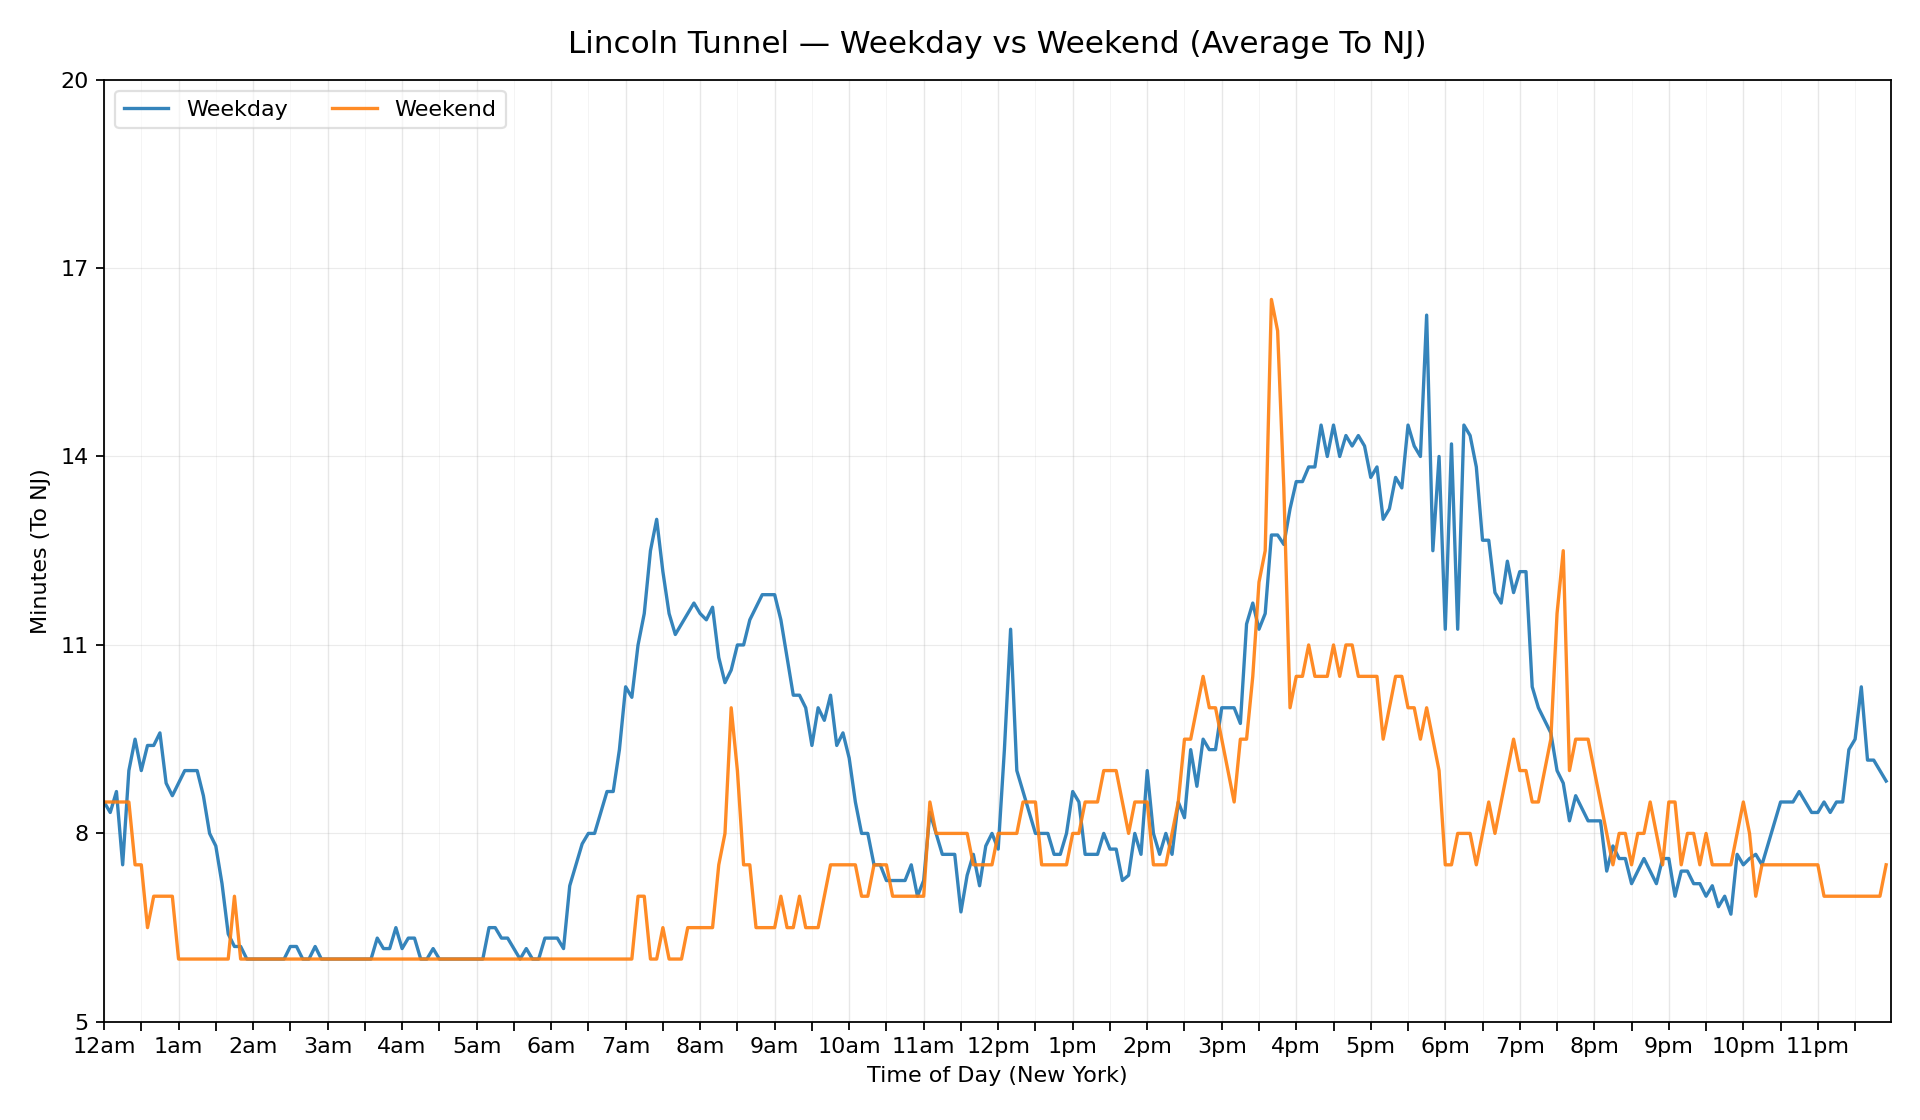 Lincoln Tunnel — Weekday vs Weekend (Average To NJ)
Weekday Weekend
20
17
14
11
8
5
Minutes (To NJ)
12am 1am 2am 3am 4am 5am 6am 7am 8am 9am 10am 11am 12pm 1pm 2pm 3pm 4pm 5pm 6pm 7pm 8pm 9pm 10pm 11pm
Time of Day (New York)